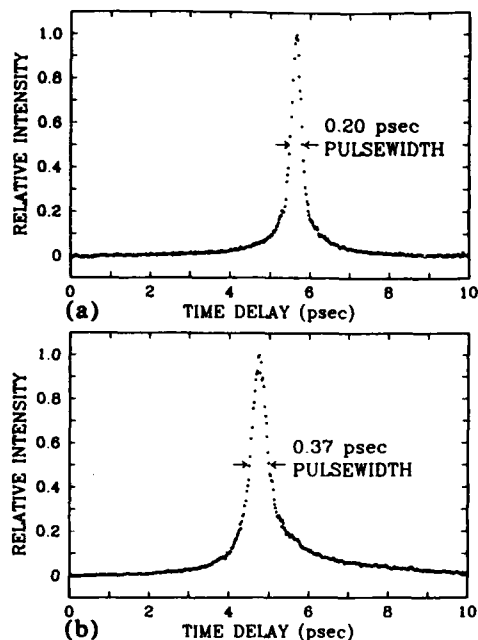 1.0
0.8
0.6
0.4
0.2
0
RELATIVE INTENSITY
0.20 psec
PULSEWIDTH
0 2 4 6 8 10
(a) TIME DELAY (psec)
1.0
0.8
0.6
0.4
0.2
0
RELATIVE INTENSITY
0.37 psec
PULSEWIDTH
0 2 4 6 8 10
(b) TIME DELAY (psec)